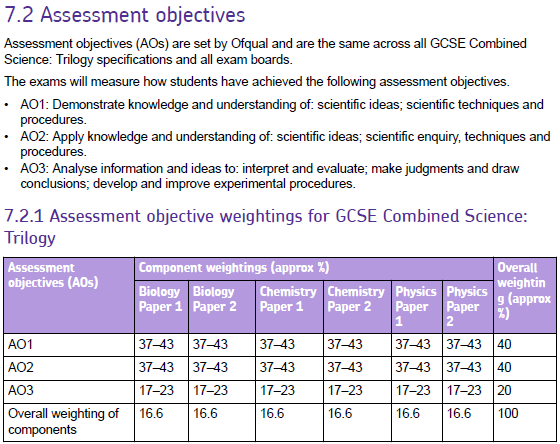 7.2 Assessment objectives
Assessment objectives (AOs) are set by Ofqual and are the same across all GCSE Combined
Science: Trilogy specifications and all exam boards.
The exams will measure how students have achieved the following assessment objectives.
• AO1: Demonstrate knowledge and understanding of: scientific ideas; scientific techniques and
procedures.
• AO2: Apply knowledge and understanding of: scientific ideas; scientific enquiry, techniques and
procedures.
• AO3: Analyse information and ideas to: interpret and evaluate; make judgments and draw
conclusions; develop and improve experimental procedures.
7.2.1 Assessment objective weightings for GCSE Combined Science:
Trilogy
Assessment objectives (AOs) Component weightings (approx %) Overall weightin g (approx %)
Biology Paper 1 Biology Paper 2 Chemistry Paper 1 Chemistry Paper 2 Physics Paper 1 Physics Paper 2
AO1 37–43 37–43 37–43 37–43 37–43 37–43 40
AO2 37–43 37–43 37–43 37–43 37–43 37–43 40
AO3 17–23 17–23 17–23 17–23 17–23 17–23 20
Overall weighting of components 16.6 16.6 16.6 16.6 16.6 16.6 100